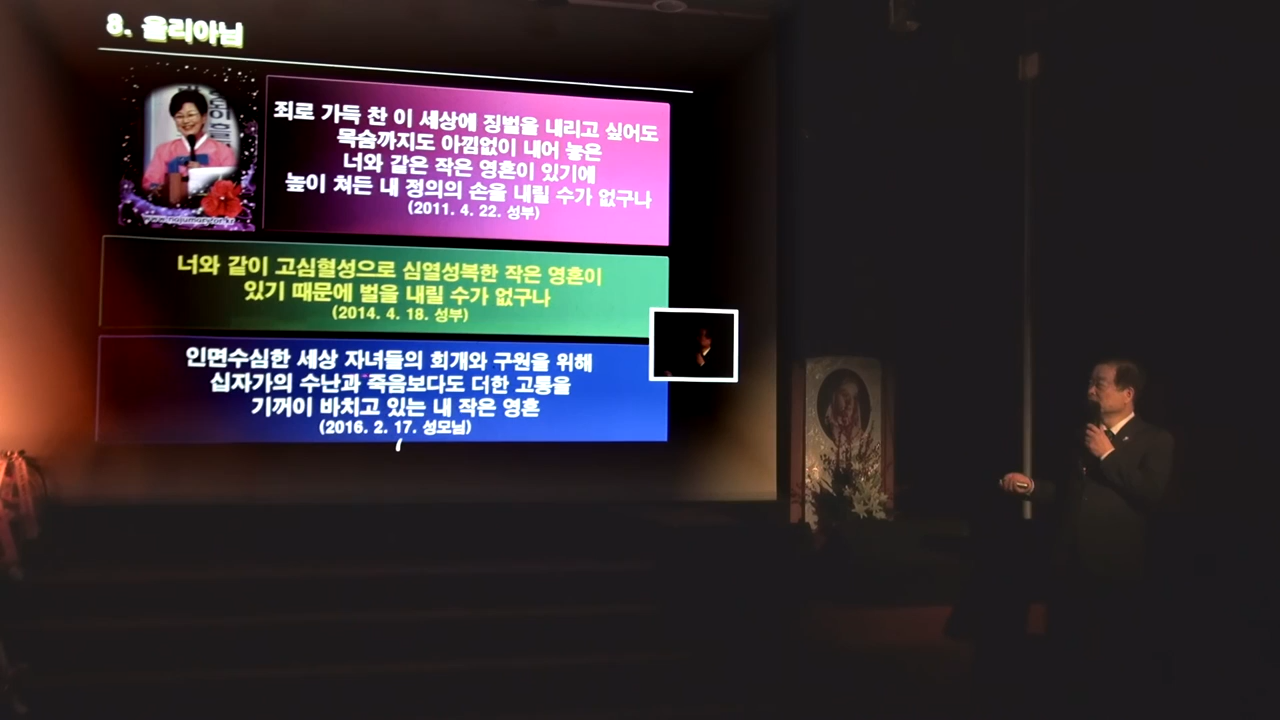 8. 율리아님
죄로 가득 찬 이 세상에 징벌을 내리고 싶어도
목숨까지도 아낌없이 내어 놓은
너와 같은 작은 영혼이 있기에
높이 쳐든 내 정의의 손을 내릴 수가 없구나
(2011. 4. 22. 성부)
www.najumary.or.kr
너와 같이 고심혈성으로 심열성복한 작은 영혼이
있기 때문에 벌을 내릴 수가 없구나
(2014. 4. 18. 성부)
인면수심한 세상 자녀들의 회개와 구원을 위해
십자가의 수난과 죽음보다도 더한 고통을
기꺼이 바치고 있는 내 작은 영혼
(2016. 2. 17. 성모님)